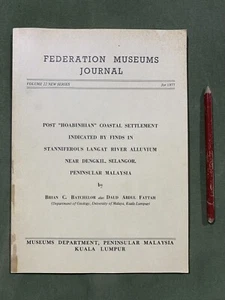 FEDERATION MUSEUMS
JOURNAL
VOLUME 22 NEW SERIES 1977
POST "HOABINHIAN" COASTAL SETTLEMENT
INDICATED BY FINDS IN
STANNIFEROUS LANGAT RIVER ALLUVIUM
NEAR DENGKIL, SELANGOR,
PENINSULAR MALAYSIA
by
BRIAN C. BATCHELOR AND DAUD ABDUL FATTAH
(Department of Geology, University of Malaya, Kuala Lumpur)
MUSEUMS DEPARTMENT, PENINSULAR MALAYSIA
KUALA LUMPUR